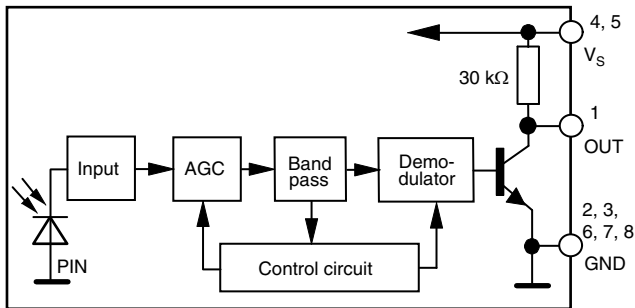 4, 5
V_S
30 kΩ
1
OUT
Input
AGC
Band
pass
Demo-
dulator
2, 3,
6, 7, 8
GND
PIN
Control circuit